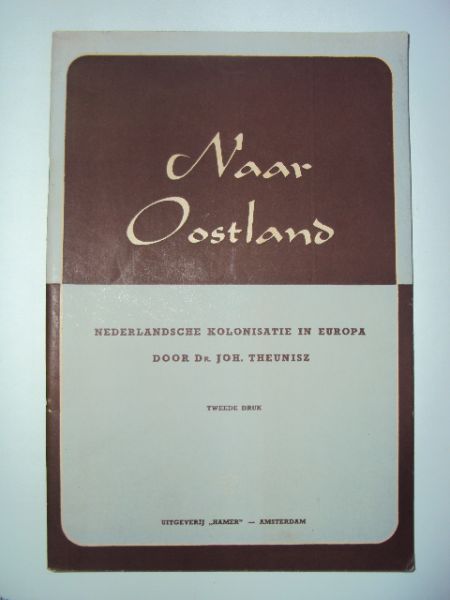 Naar
Oostland
NEDERLANDSCHE KOLONISATIE IN EUROPA
DOOR DR. JOH. THEUNISZ
TWEEDE DRUK
UITGEVERIJ „HAMER” — AMSTERDAM